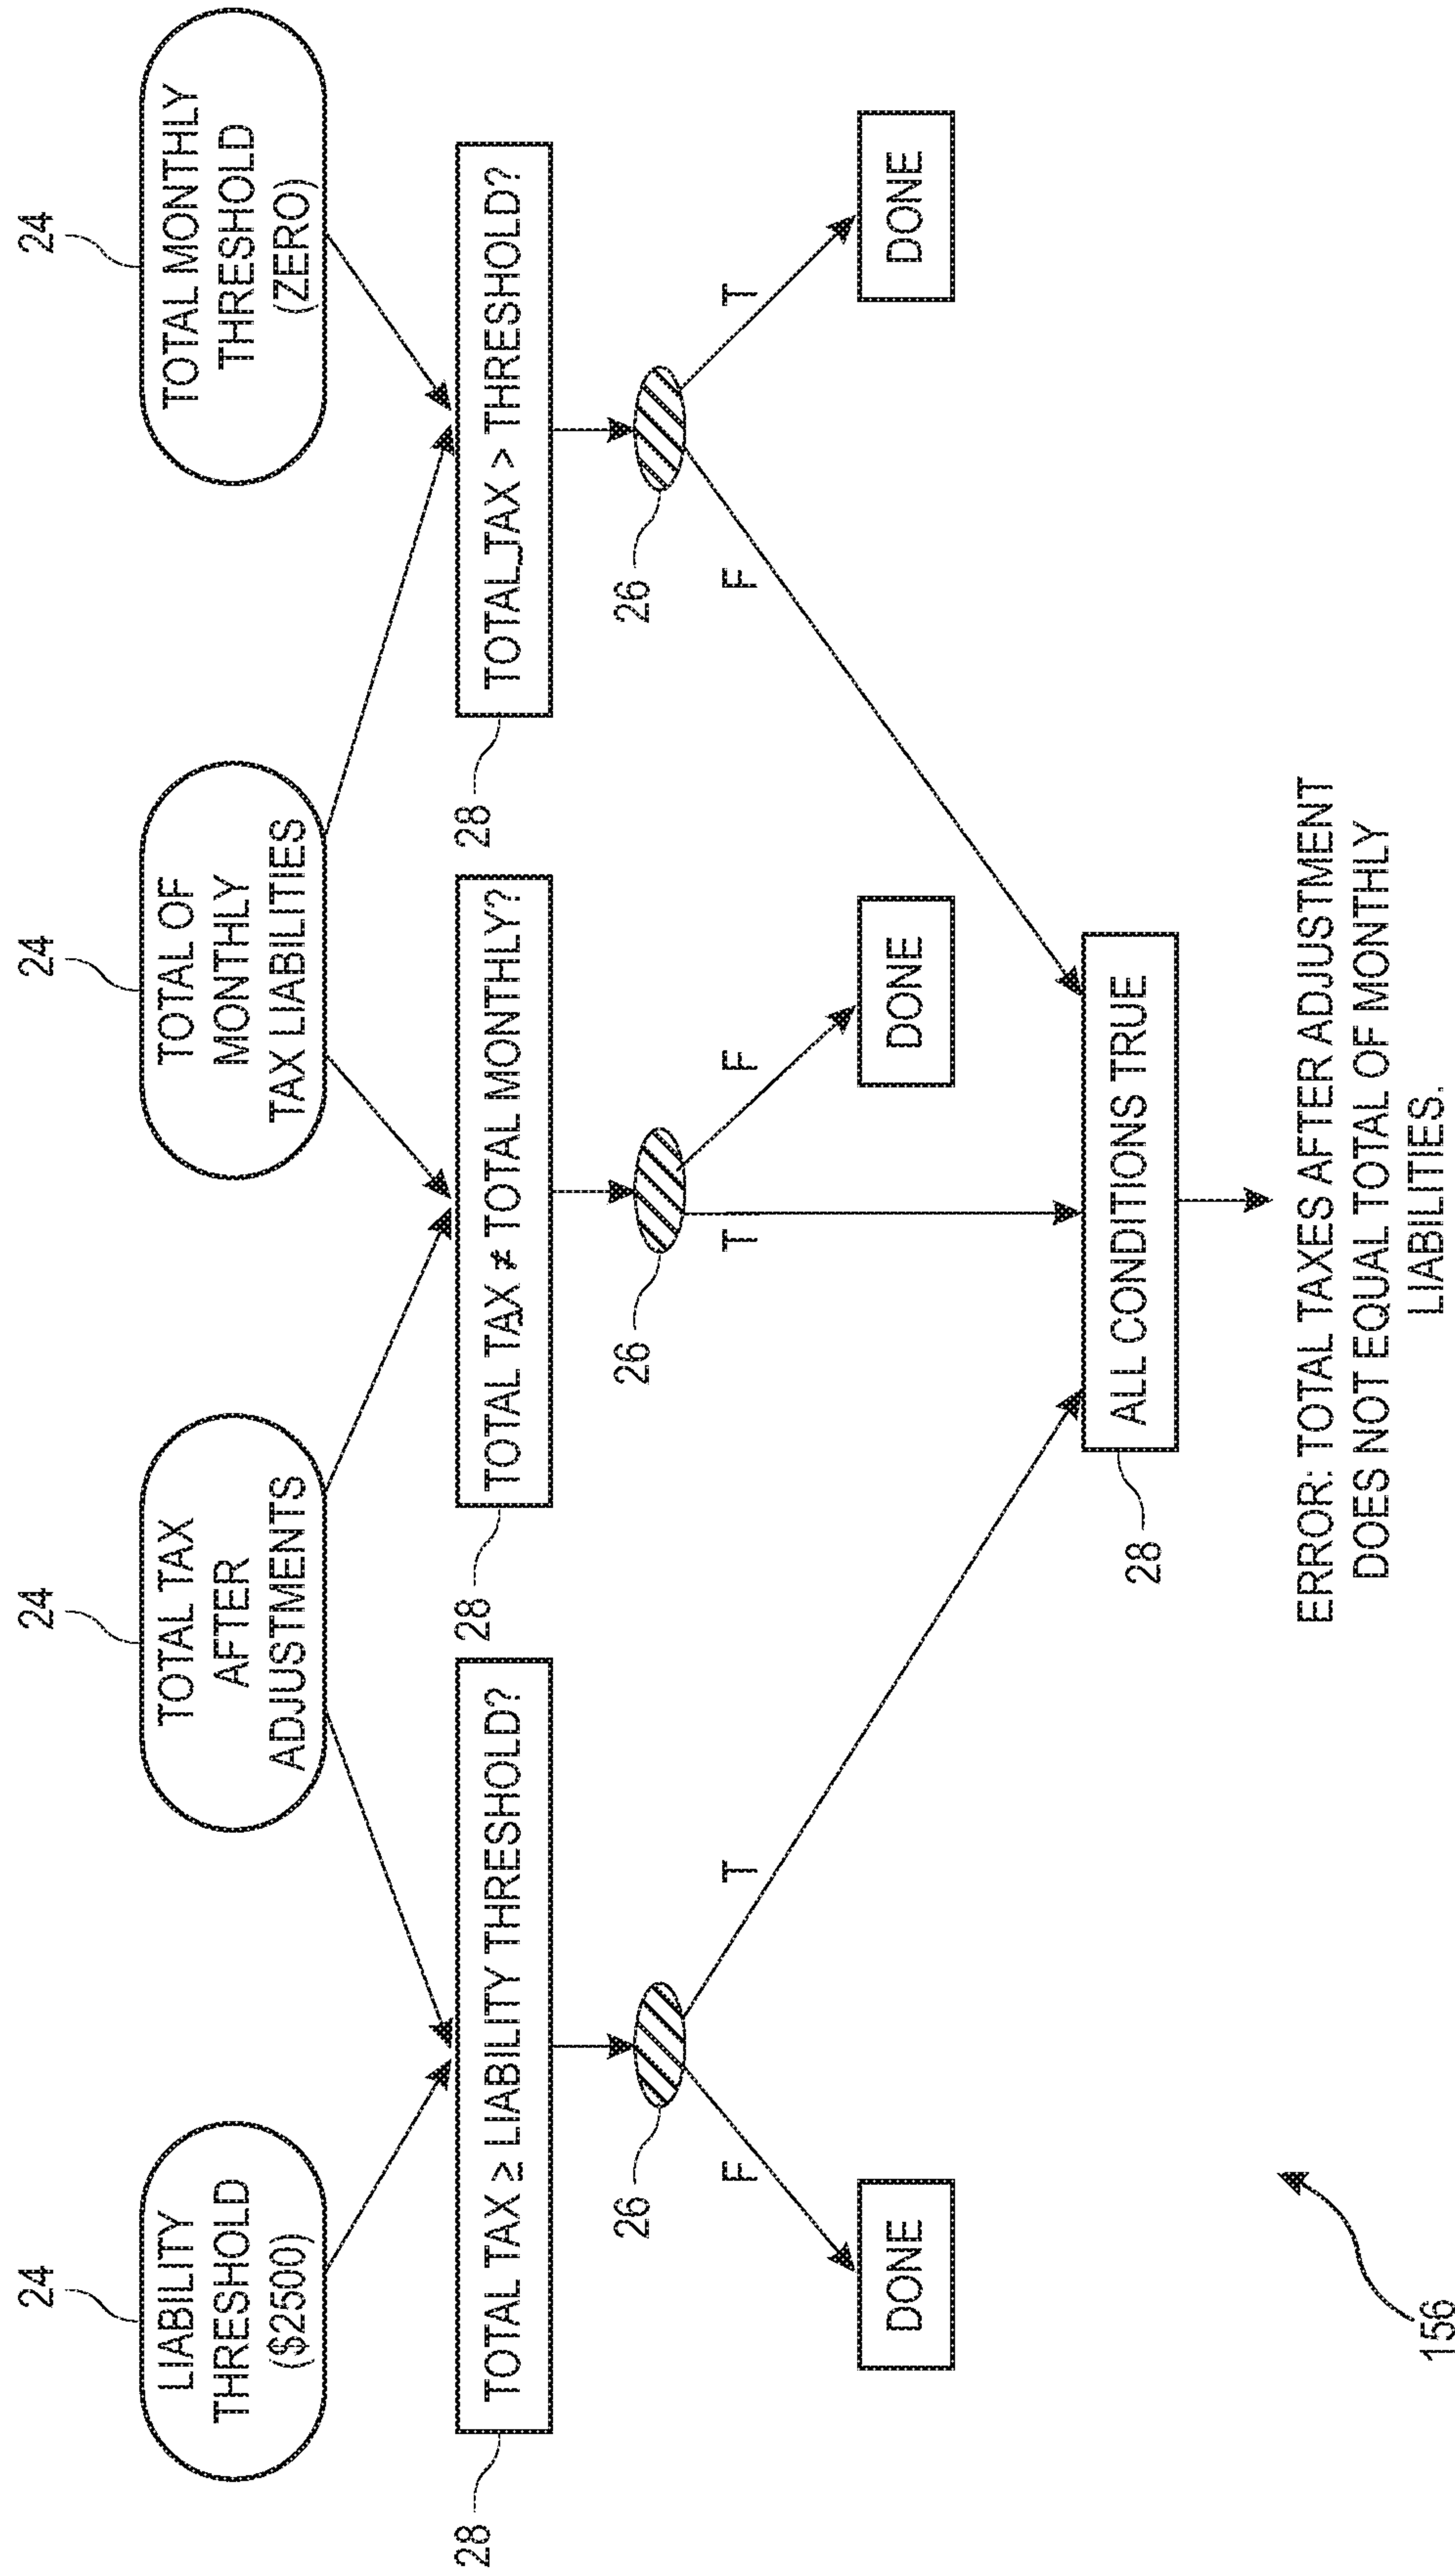 24
24
24
24
LIABILITY
THRESHOLD
($2500)
TOTAL TAX
AFTER
ADJUSTMENTS
TOTAL OF
MONTHLY
TAX LIABILITIES
TOTAL MONTHLY
THRESHOLD
(ZERO)
28
TOTAL TAX ≥ LIABILITY THRESHOLD?
28
TOTAL TAX ≠ TOTAL MONTHLY?
28
TOTAL TAX > THRESHOLD?
26
26
26
F
T
T
F
F
T
DONE
DONE
DONE
28
ALL CONDITIONS TRUE
ERROR: TOTAL TAXES AFTER ADJUSTMENT
DOES NOT EQUAL TOTAL OF MONTHLY
LIABILITIES.
156